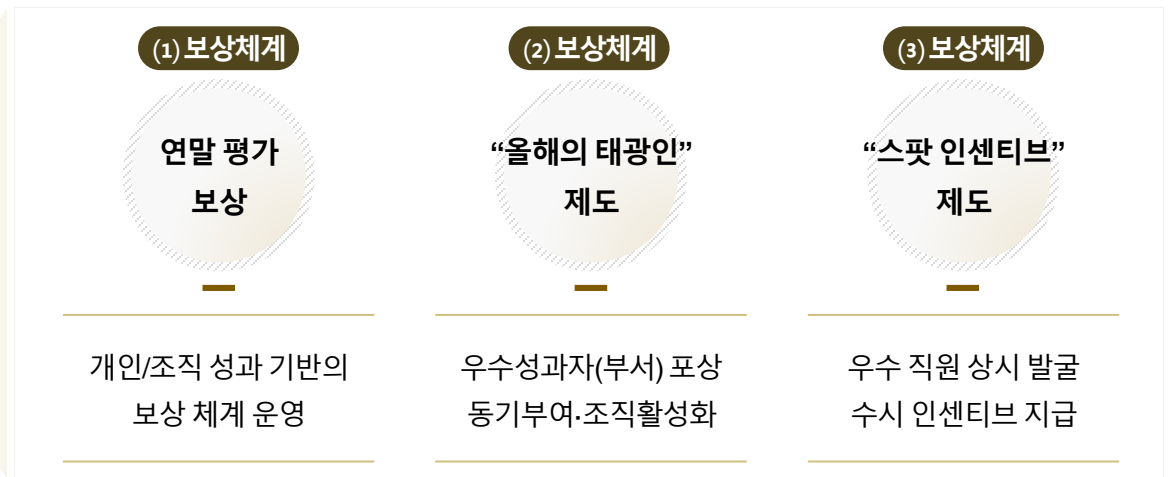 (1) 보상체계
연말 평가
보상
개인/조직 성과 기반의
보상 체계 운영
(2) 보상체계
“올해의 태광인”
제도
우수성과자(부서) 포상
동기부여·조직활성화
(3) 보상체계
“스팟 인센티브”
제도
우수 직원 상시 발굴
수시 인센티브 지급